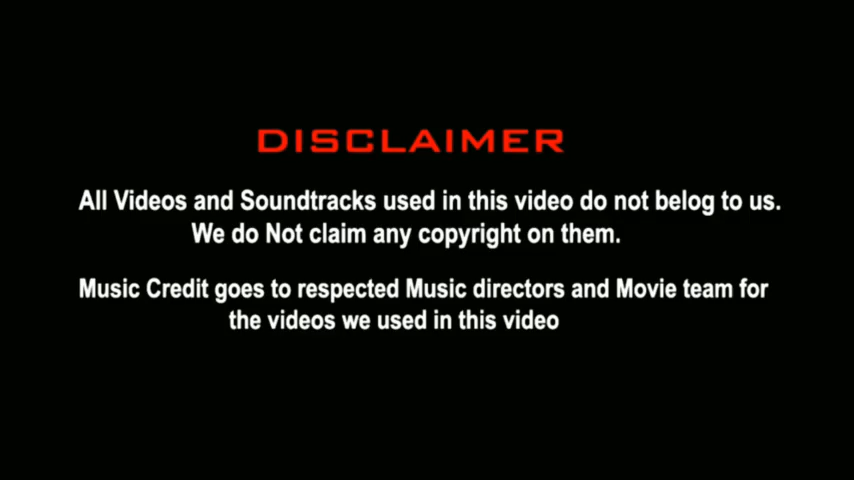 DISCLAIMER
All Videos and Soundtracks used in this video do not belog to us.
We do Not claim any copyright on them.
Music Credit goes to respected Music directors and Movie team for
the videos we used in this video